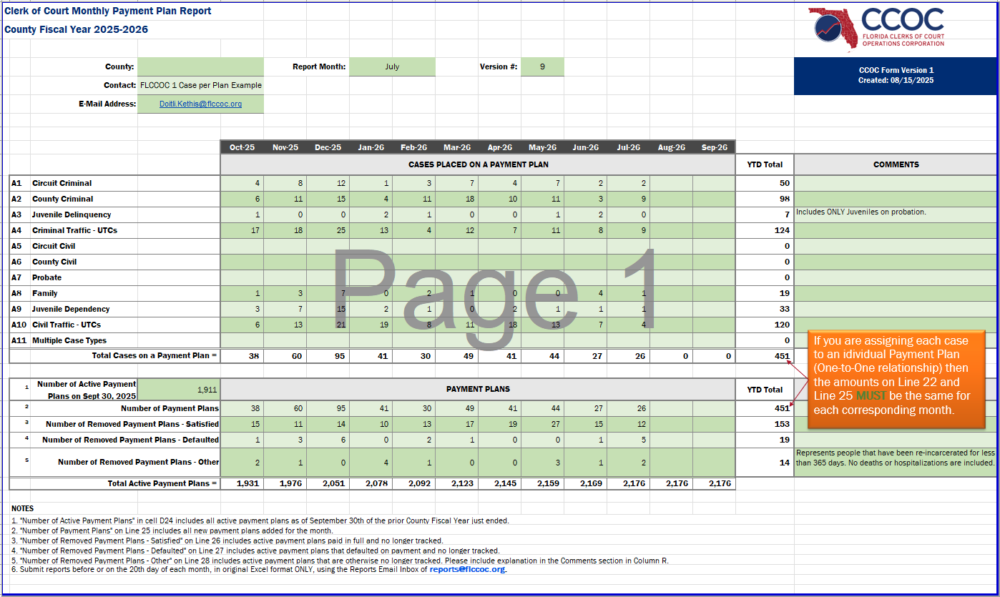 Clerk of Court Monthly Payment Plan Report
County Fiscal Year 2025-2026
CCOC
FLORIDA CLERKS OF COURT
OPERATIONS CORPORATION
County: Report Month: July Version #: 9
CCOC Form Version 1
Created: 08/15/2025
Contact: FLCCOC 1 Case per Plan Example
E-Mail Address: Doitli.Kethis@flccoc.org
Oct-25 Nov-25 Dec-25 Jan-26 Feb-26 Mar-26 Apr-26 May-26 Jun-26 Jul-26 Aug-26 Sep-26
CASES PLACED ON A PAYMENT PLAN YTD Total COMMENTS
A1 Circuit Criminal 4 8 12 1 3 7 4 7 2 2 50
A2 County Criminal 6 11 15 4 11 18 10 11 3 9 98
A3 Juvenile Delinquency 1 0 0 2 1 0 0 1 2 0 7 Includes ONLY Juveniles on probation.
A4 Criminal Traffic - UTCs 17 18 25 13 4 12 7 11 8 9 124
A5 Circuit Civil 0
A6 County Civil 0
A7 Probate 0
A8 Family 1 3 7 0 2 1 0 0 4 1 19
A9 Juvenile Dependency 3 7 15 2 1 0 2 1 1 1 33
A10 Civil Traffic - UTCs 6 13 21 19 8 11 18 13 7 4 120
A11 Multiple Case Types 0
Total Cases on a Payment Plan = 38 60 95 41 30 49 41 44 27 26 0 0 451
Page 1
If you are assigning each case
to an idividual Payment Plan
(One-to-One relationship) then
the amounts on Line 22 and
Line 25 MUST be the same for
each corresponding month.
1 Number of Active Payment
Plans on Sept 30, 2025 1,911 PAYMENT PLANS YTD Total
2 Number of Payment Plans 38 60 95 41 30 49 41 44 27 26 451
3 Number of Removed Payment Plans - Satisfied 15 11 14 10 13 17 19 27 15 12 153
4 Number of Removed Payment Plans - Defaulted 1 3 6 0 2 1 0 0 1 5 19
5 Number of Removed Payment Plans - Other 2 1 0 4 1 0 0 3 1 2 14
Represents people that have been re-incarcerated for less
than 365 days. No deaths or hospitalizations are included.
Total Active Payment Plans = 1,931 1,976 2,051 2,078 2,092 2,123 2,145 2,159 2,169 2,176 2,176 2,176
NOTES
1. "Number of Active Payment Plans" in cell D24 includes all active payment plans as of September 30th of the prior County Fiscal Year just ended.
2. "Number of Payment Plans" on Line 25 includes all new payment plans added for the month.
3. "Number of Removed Payment Plans - Satisfied" on Line 26 includes active payment plans paid in full and no longer tracked.
4. "Number of Removed Payment Plans - Defaulted" on Line 27 includes active payment plans that defaulted on payment and no longer tracked.
5. "Number of Removed Payment Plans - Other" on Line 28 includes active payment plans that are otherwise no longer tracked. Please include explanation in the Comments section in Column R.
6. Submit reports before or on the 20th day of each month, in original Excel format ONLY, using the Reports Email Inbox of reports@flccoc.org.